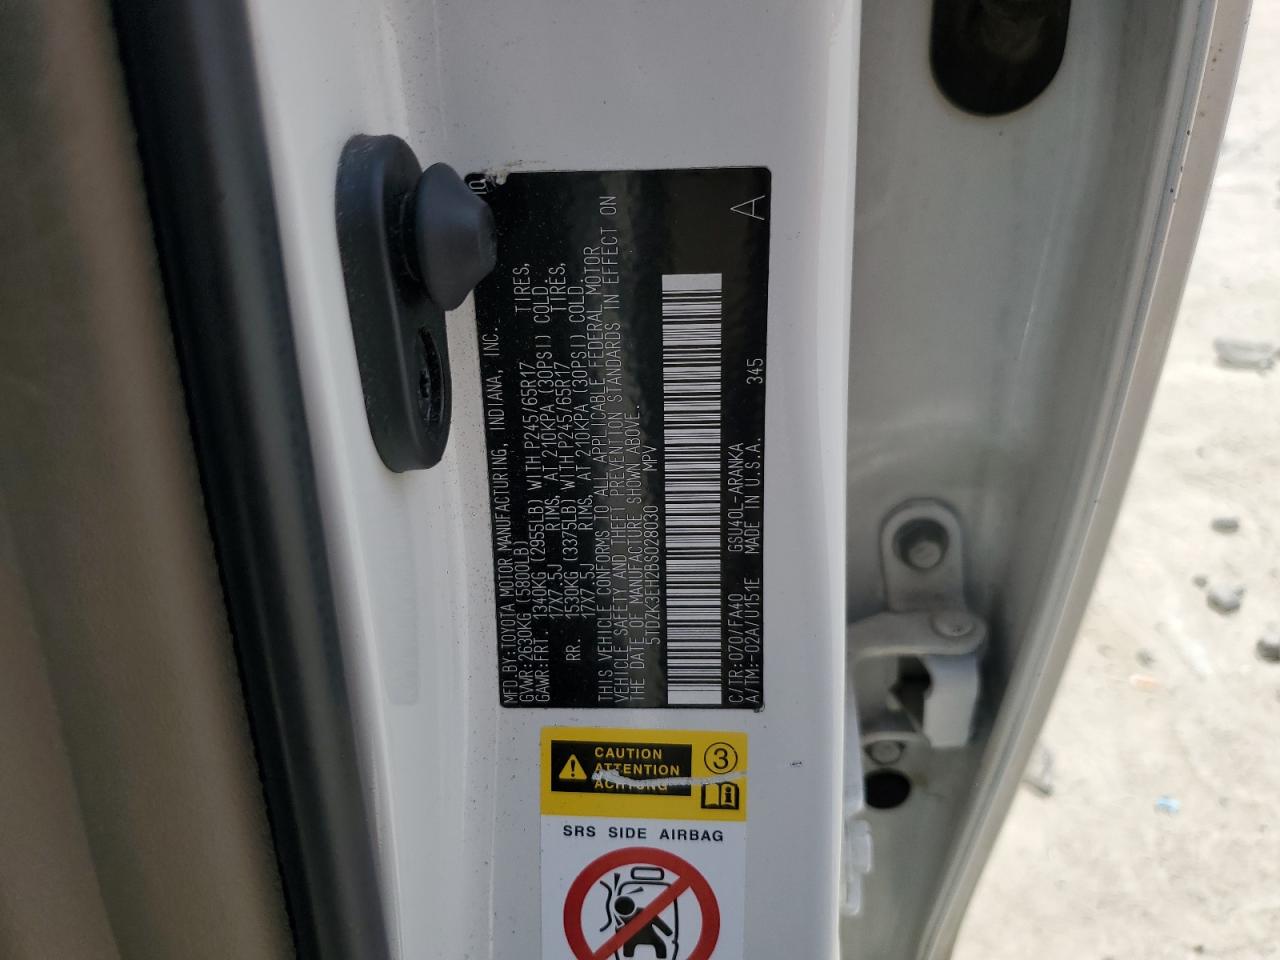 MFD.BY:TOYOTA MOTOR MANUFACTURING, INDIANA, INC. 10
GVWR:2630KG (5800LB)
GAWR:FRT. 1340KG (2955LB) WITH P245/65R17 TIRES,
17X7.5J RIMS, AT 210KPA (30PSI) COLD.
RR. 1530KG (3375LB) WITH P245/65R17 TIRES,
17X7.5J RIMS, AT 210KPA (30PSI) COLD.
THIS VEHICLE CONFORMS TO ALL APPLICABLE FEDERAL MOTOR
VEHICLE SAFETY AND THEFT PREVENTION STANDARDS IN EFFECT ON
THE DATE OF MANUFACTURE SHOWN ABOVE.
5TDZK3EH2BS028030 MPV
C/TR:070/FA40 GSU40L-ARANKA
A/TM:-02A/U151E MADE IN U.S.A. 345
A
CAUTION
ATTENTION
ACHTUNG
3
i
SRS SIDE AIRBAG